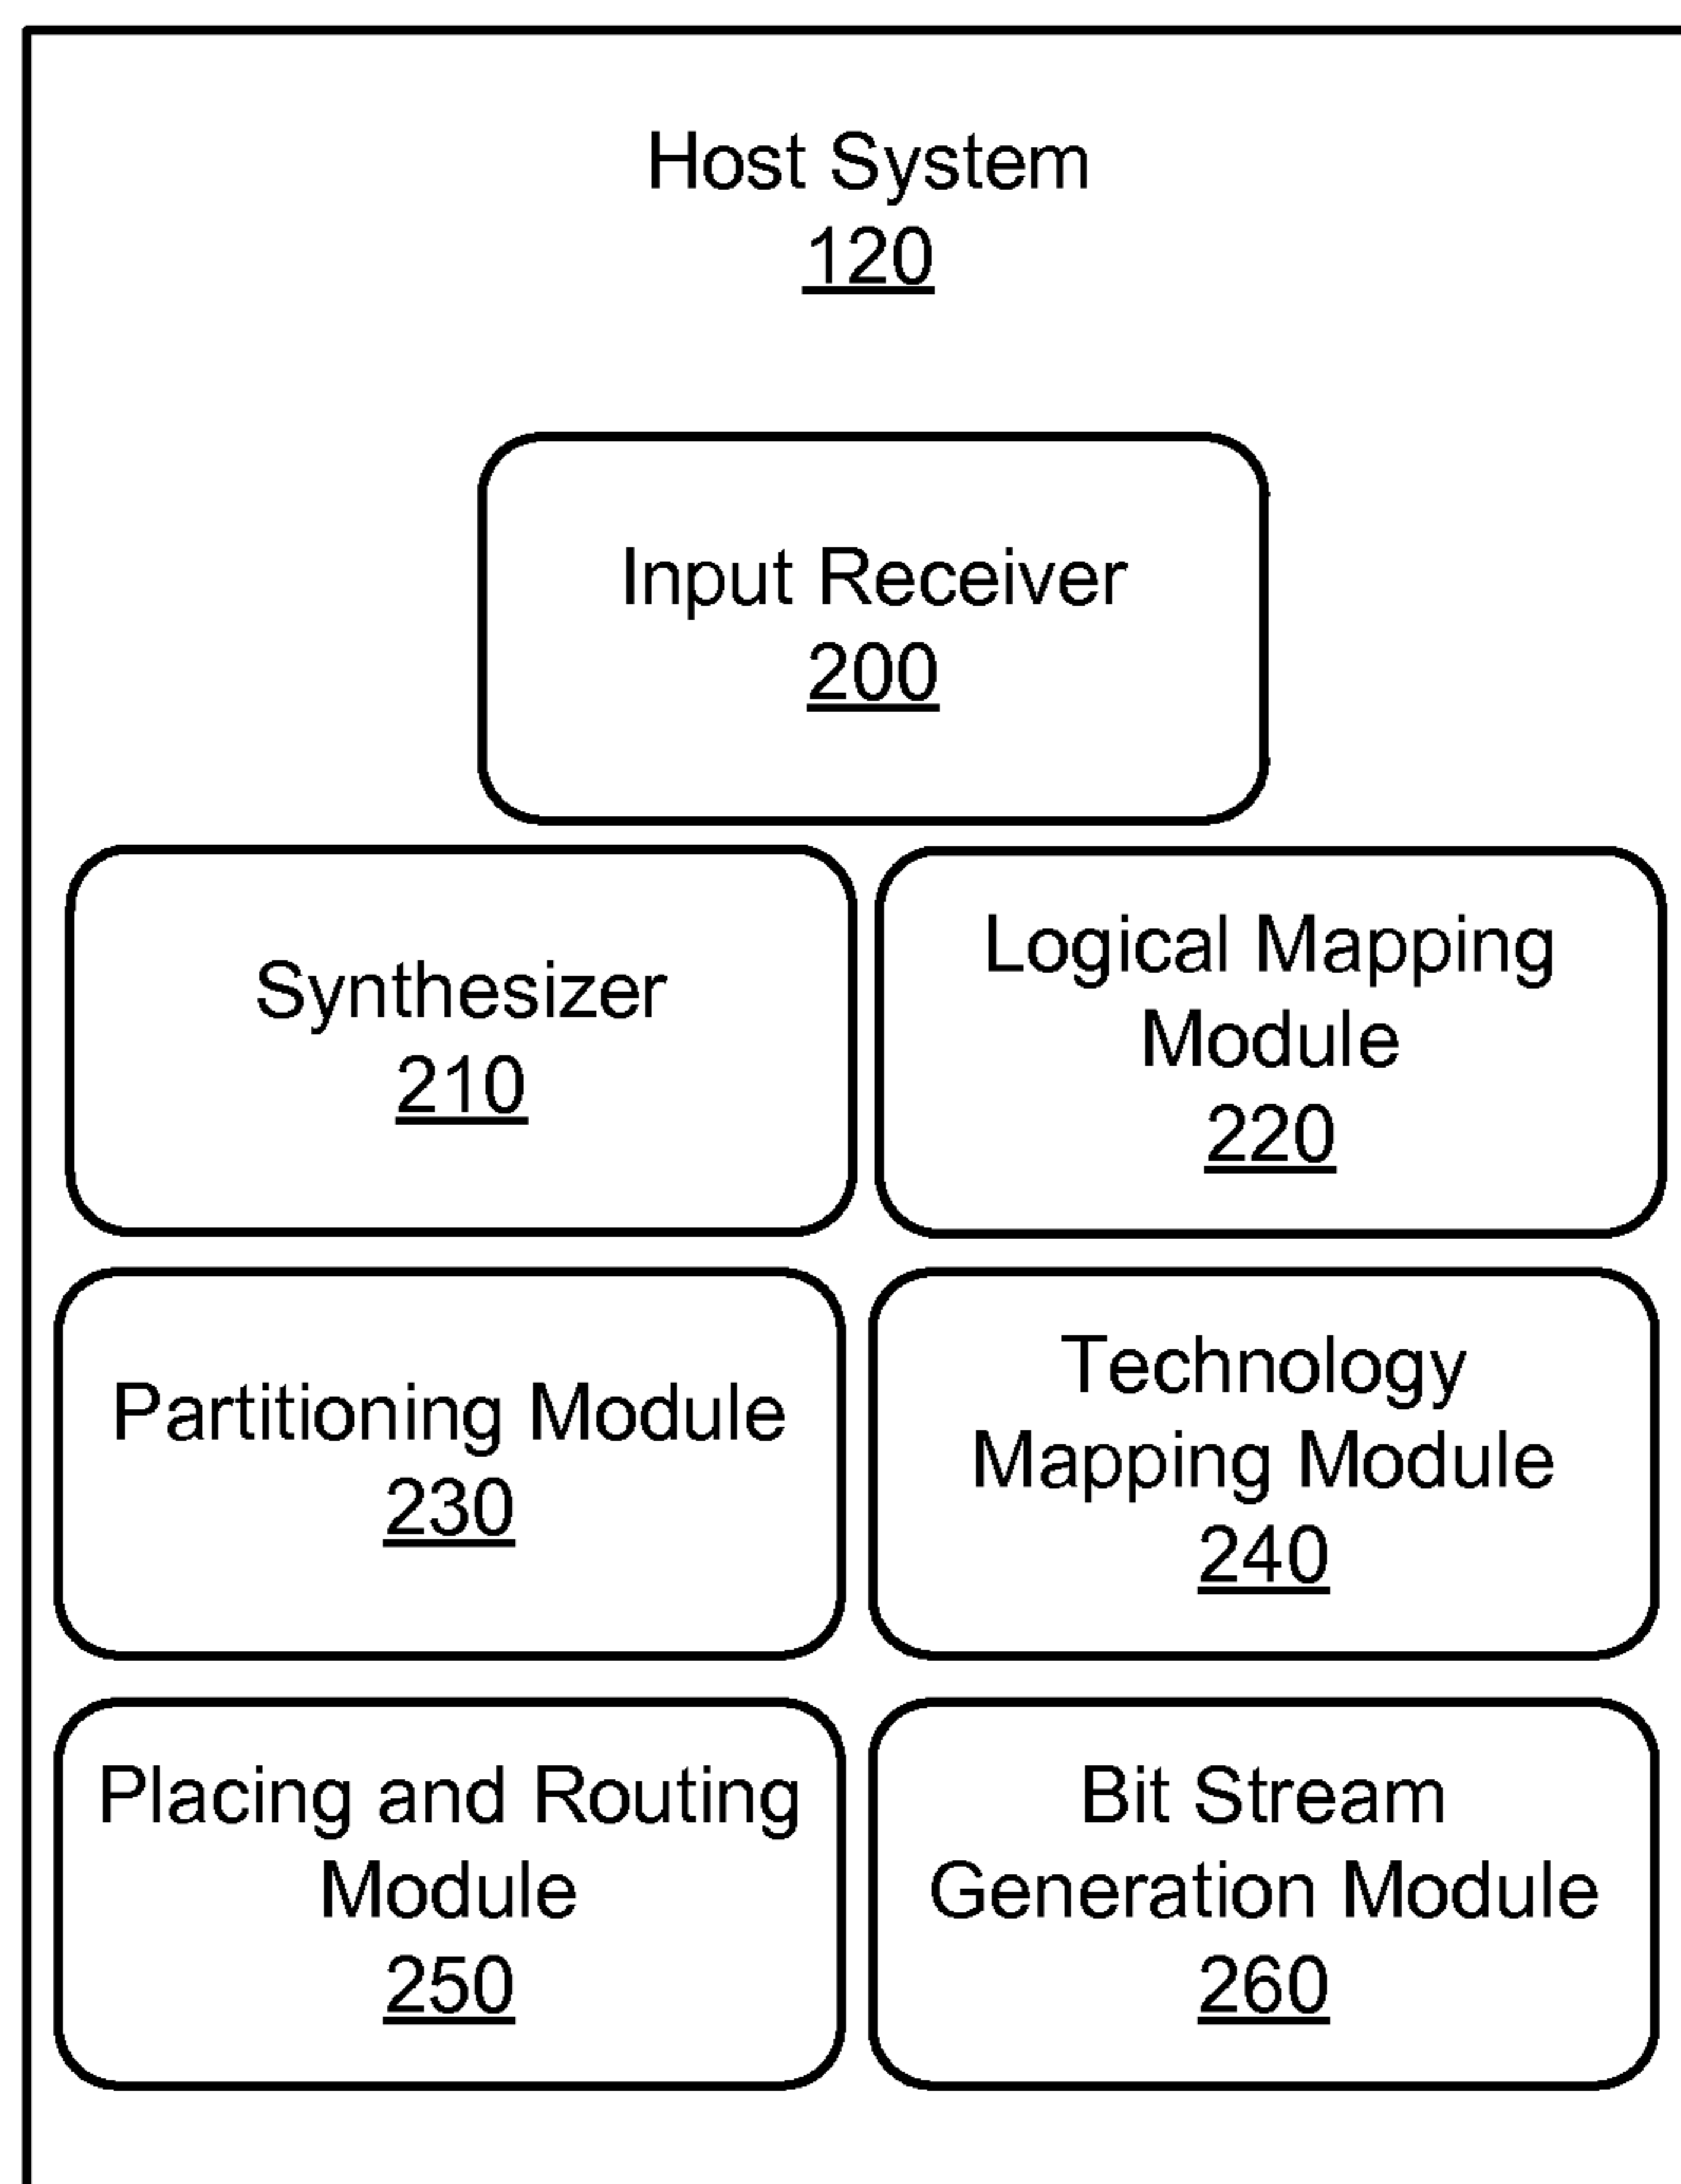 Host System
120
Input Receiver
200
Synthesizer
210
Logical Mapping
Module
220
Partitioning Module
230
Technology
Mapping Module
240
Placing and Routing
Module
250
Bit Stream
Generation Module
260